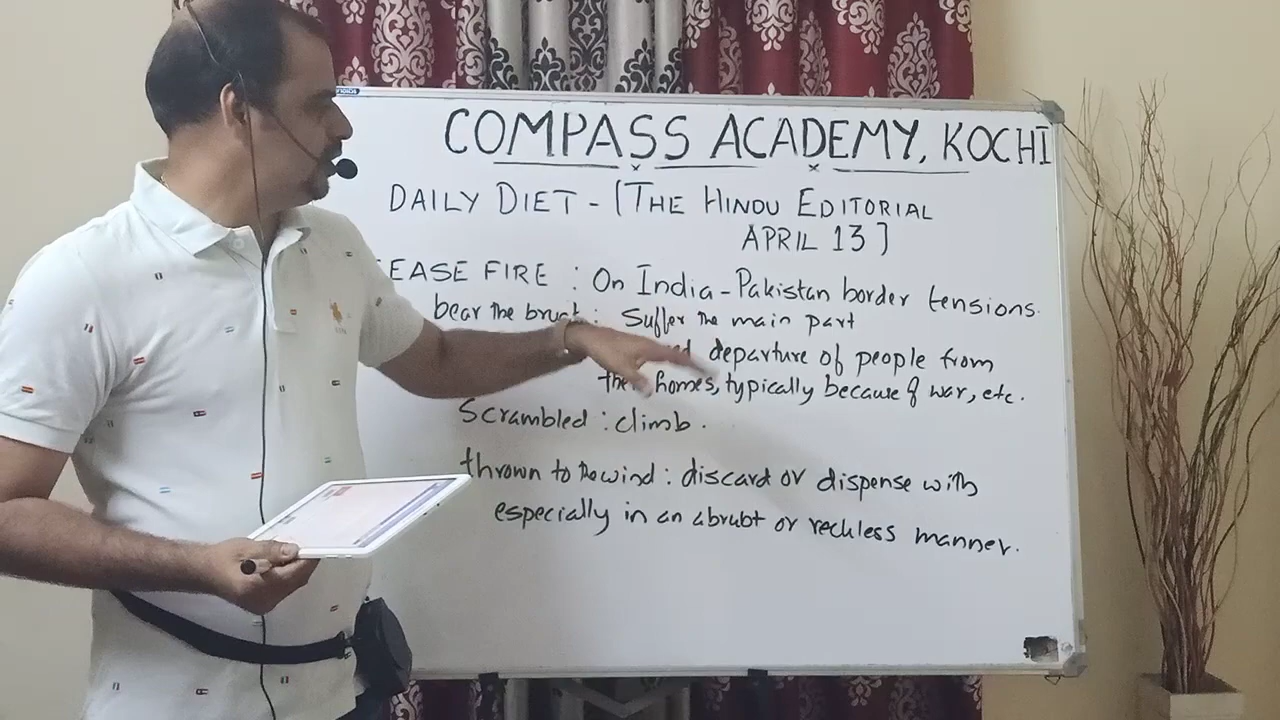 COMPASS ACADEMY, KOCHI
DAILY DIET - [THE HINDU EDITORIAL
APRIL 13]
EASE FIRE : On India-Pakistan border tensions.
bear the brunt : Suffer the main part
departure of people from
homes, typically because of war, etc.
Scrambled : climb.
thrown to the wind : discard or dispense with
especially in an abrubt or reckless manner.